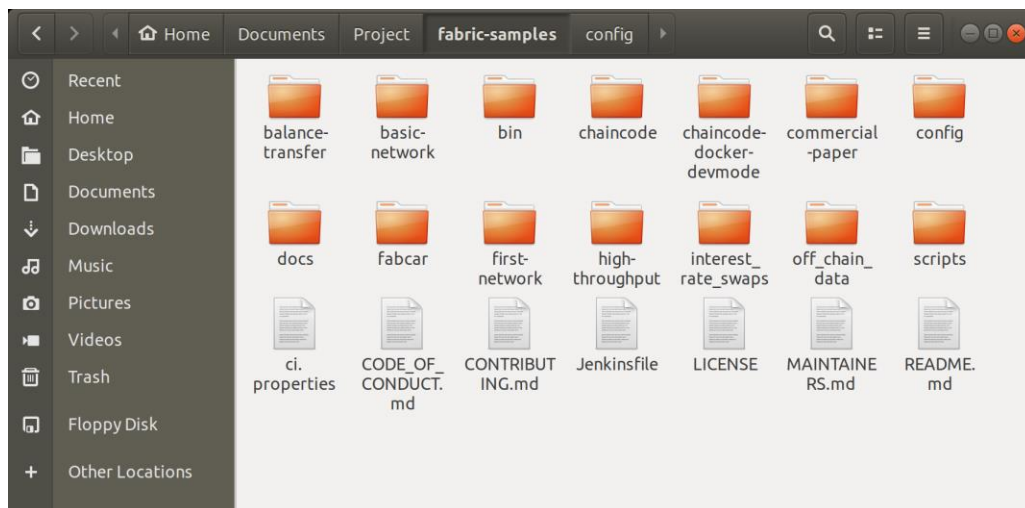 Home Documents Project fabric-samples config
Recent
Home
Desktop
Documents
Downloads
Music
Pictures
Videos
Trash
Floppy Disk
Other Locations
balance-
transfer
basic-
network
bin
chaincode
chaincode-
docker-
devmode
commercial
-paper
config
docs
fabcar
first-
network
high-
throughput
interest_
rate_swaps
off_chain_
data
scripts
ci.
properties
CODE_OF_
CONDUCT.
md
CONTRIBUT
ING.md
Jenkinsfile
LICENSE
MAINTAINE
RS.md
README.
md